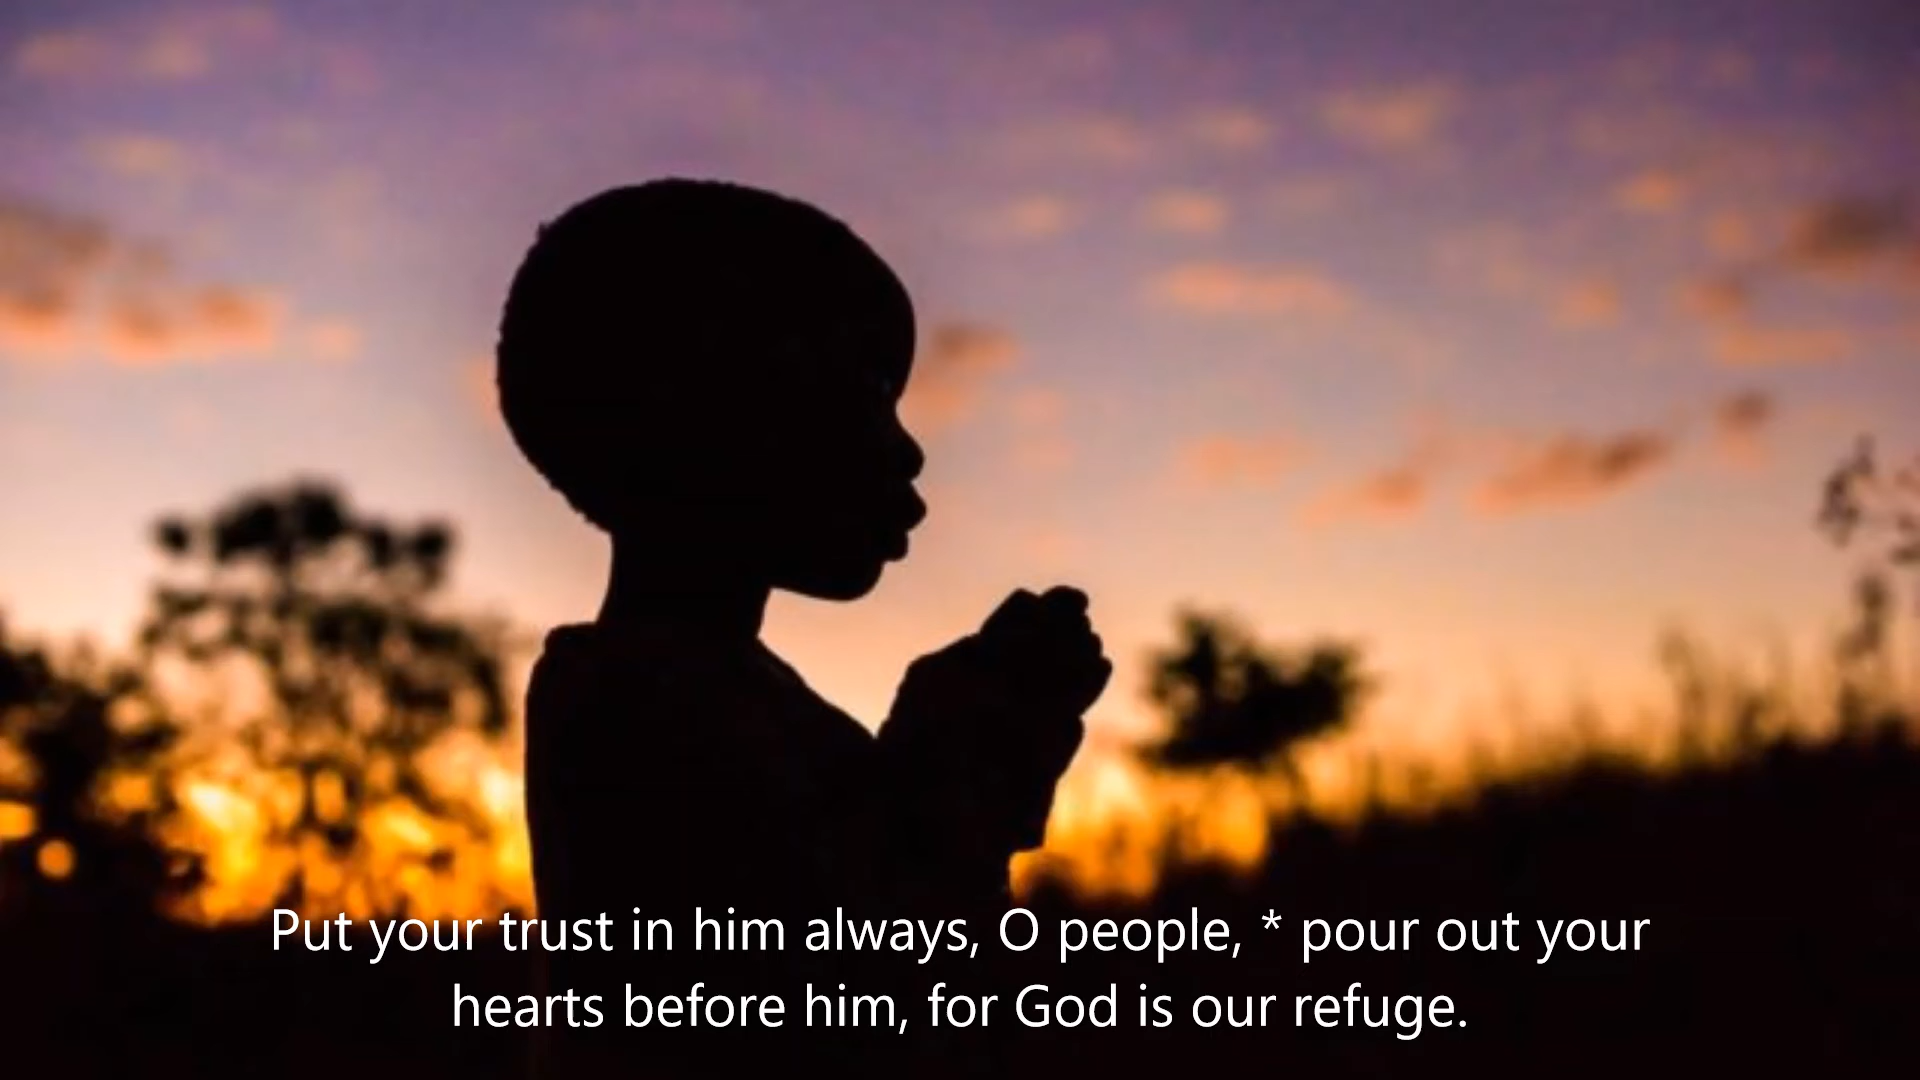 Put your trust in him always, O people, * pour out your
hearts before him, for God is our refuge.